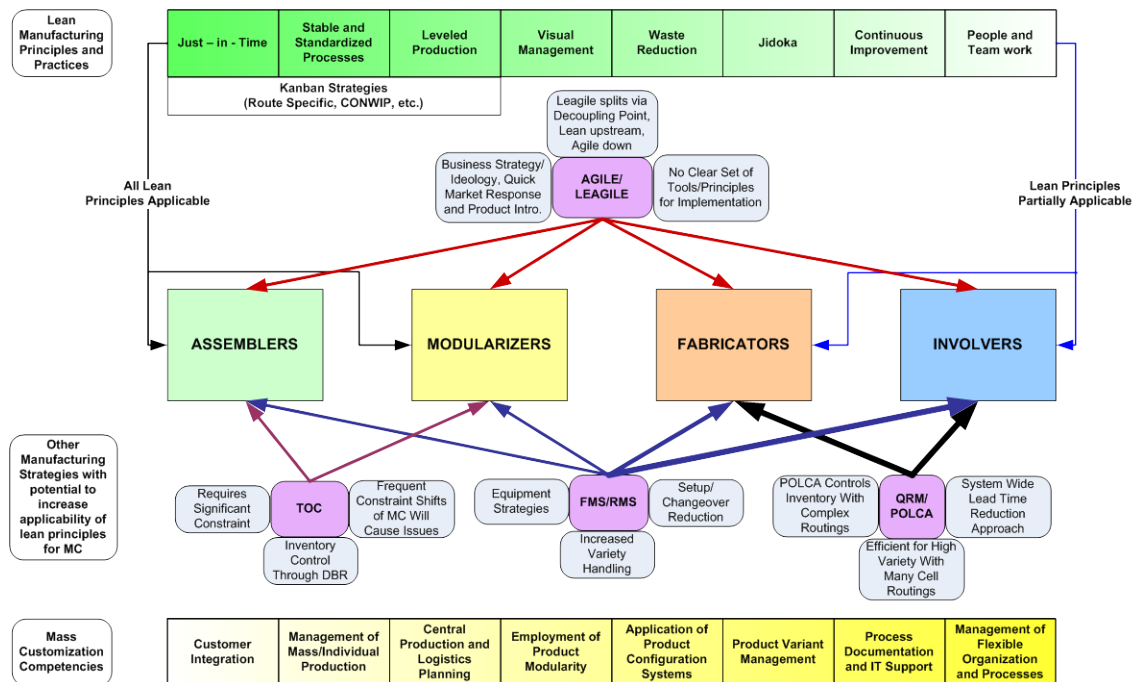 Lean
Manufacturing
Principles and
Practices
Just – in - Time
Stable and
Standardized
Processes
Leveled
Production
Visual
Management
Waste
Reduction
Jidoka
Continuous
Improvement
People and
Team work
Kanban Strategies
(Route Specific, CONWIP, etc.)
Leagile splits via
Decoupling Point,
Lean upstream,
Agile down
Business Strategy/
Ideology, Quick
Market Response
and Product Intro.
AGILE/
LEAGILE
No Clear Set of
Tools/Principles
for Implementation
All Lean
Principles Applicable
Lean Principles
Partially Applicable
ASSEMBLERS
MODULARIZERS
FABRICATORS
INVOLVERS
Other
Manufacturing
Strategies with
potential to
increase
applicability of
lean principles
for MC
Requires
Significant
Constraint
TOC
Frequent
Constraint Shifts
of MC Will
Cause Issues
Inventory
Control
Through DBR
Equipment
Strategies
FMS/RMS
Setup/
Changeover
Reduction
Increased
Variety
Handling
POLCA Controls
Inventory With
Complex
Routings
QRM/
POLCA
System Wide
Lead Time
Reduction
Approach
Efficient for High
Variety With
Many Cell
Routings
Mass
Customization
Competencies
Customer
Integration
Management of
Mass/Individual
Production
Central
Production and
Logistics
Planning
Employment of
Product
Modularity
Application of
Product
Configuration
Systems
Product Variant
Management
Process
Documentation
and IT Support
Management of
Flexible
Organization
and Processes